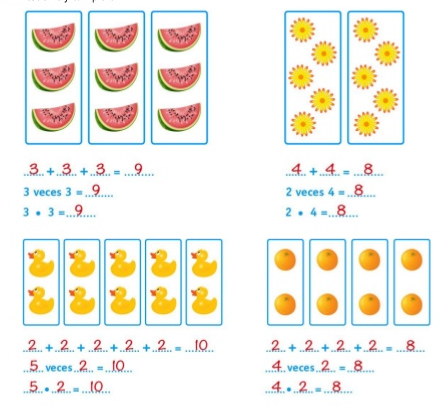 3 + 3 + 3 = 9
3 veces 3 = 9
3 • 3 = 9
4 + 4 = 8
2 veces 4 = 8
2 • 4 = 8
2 + 2 + 2 + 2 + 2 = 10
5 veces 2 = 10
5 • 2 = 10
2 + 2 + 2 + 2 = 8
4 veces 2 = 8
4 • 2 = 8